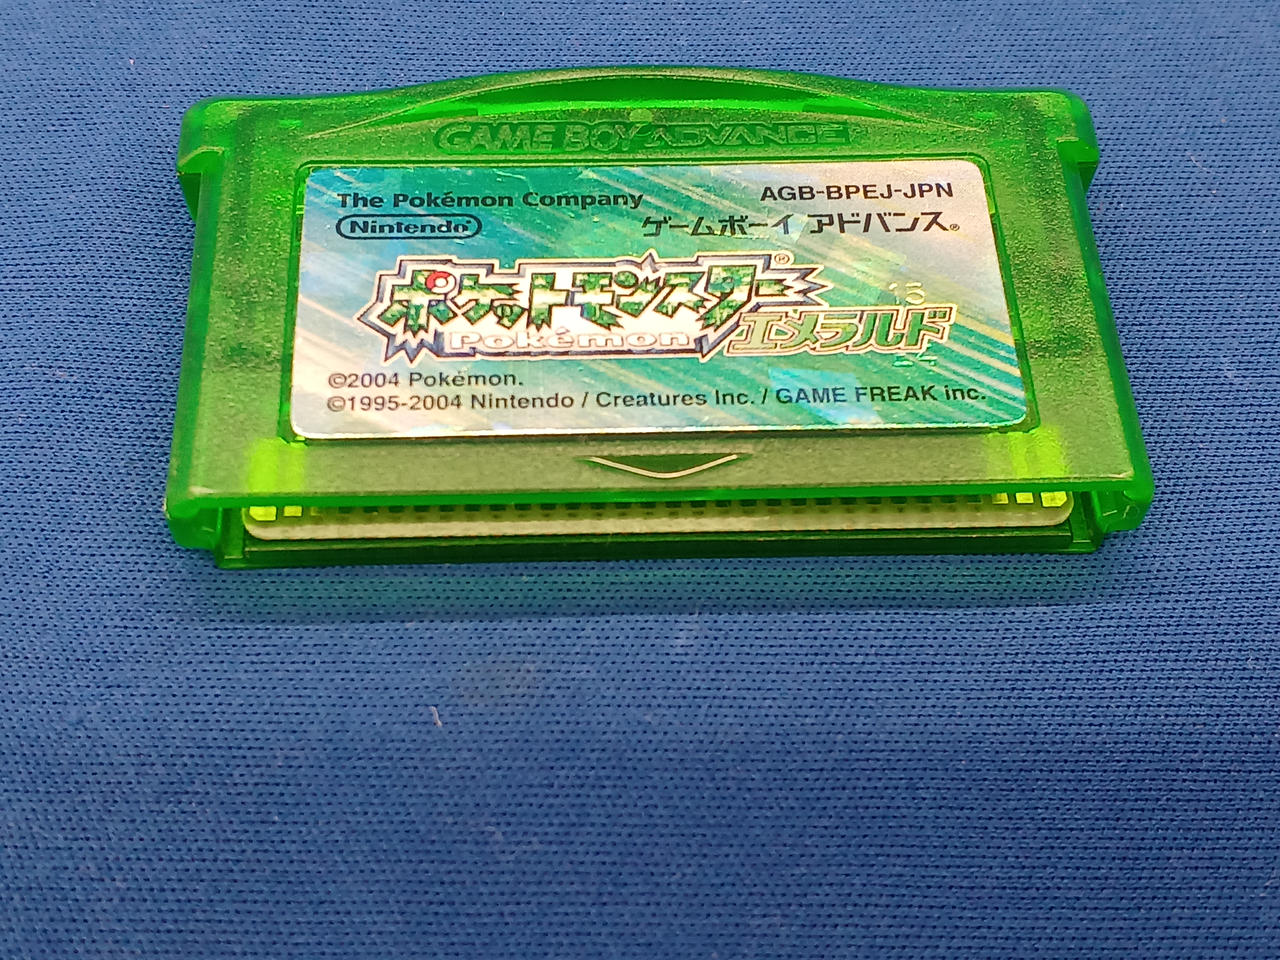 GAME BOY ADVANCE
The Pokémon Company AGB-BPEJ-JPN
Nintendo® ゲームボーイ アドバンス®
ポケットモンスター®
Pokémon エメラルド
15
©2004 Pokémon.
©1995-2004 Nintendo / Creatures Inc. / GAME FREAK inc.